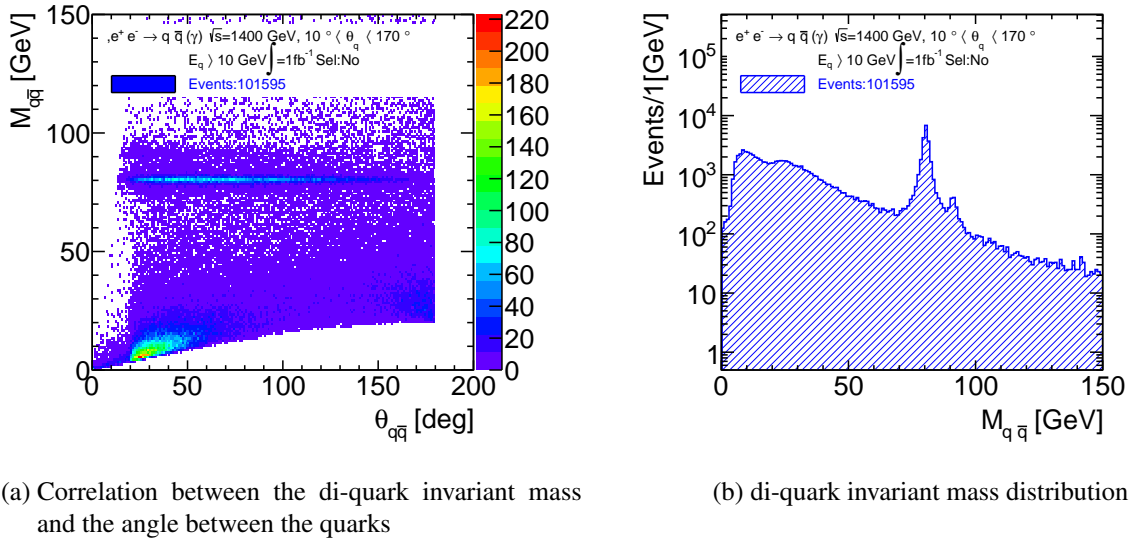 ,e⁺ e⁻ → q q̅ (γ) √s=1400 GeV, 10 ° ⟨ θ_q ⟨ 170 °
E_q ⟩ 10 GeV∫=1fb⁻¹ Sel:No
Events:101595
M_qq̅ [GeV]
150
100
50
0
0 50 100 150 200
θ_qq̅ [deg]
220
200
180
160
140
120
100
80
60
40
20
0
e⁺ e⁻ → q q̅ (γ) √s=1400 GeV, 10 ° ⟨ θ_q ⟨ 170 °
E_q ⟩ 10 GeV∫=1fb⁻¹ Sel:No
Events:101595
Events/1[GeV]
10⁵
10⁴
10³
10²
10
1
0 50 100 150
M_q q̅ [GeV]
(a) Correlation between the di-quark invariant mass
and the angle between the quarks
(b) di-quark invariant mass distribution